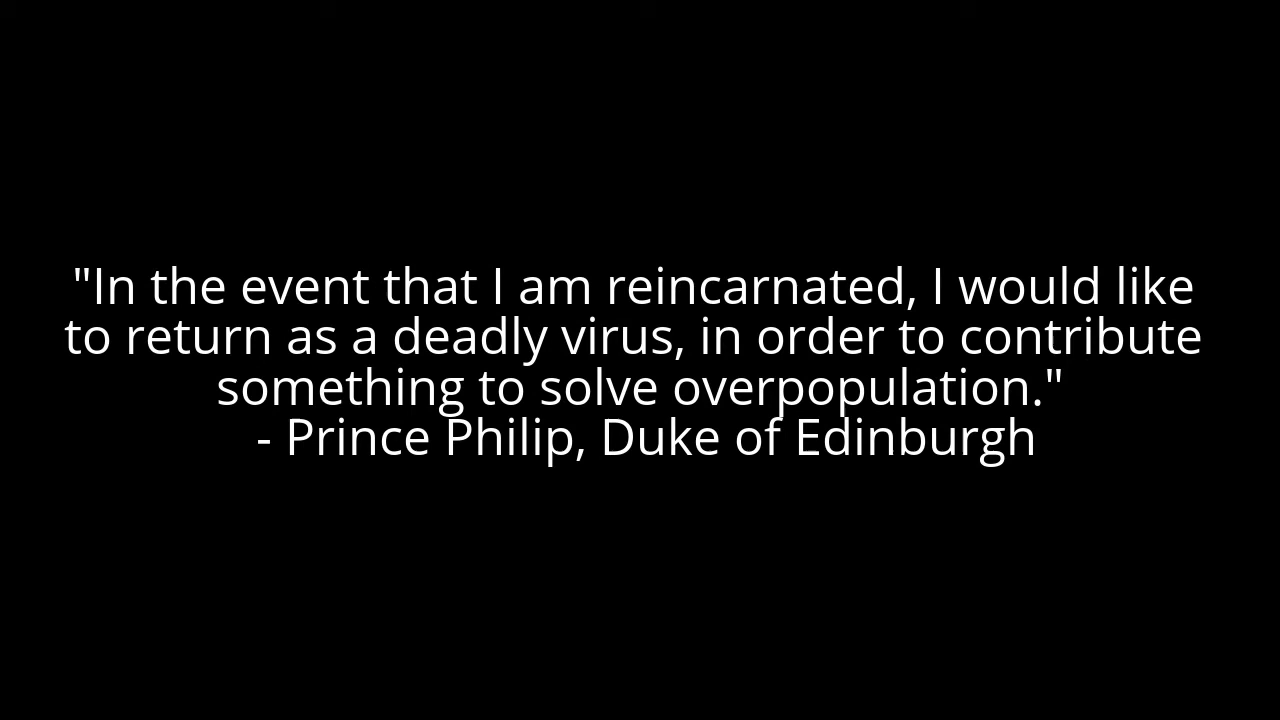 "In the event that I am reincarnated, I would like
to return as a deadly virus, in order to contribute
something to solve overpopulation."
- Prince Philip, Duke of Edinburgh